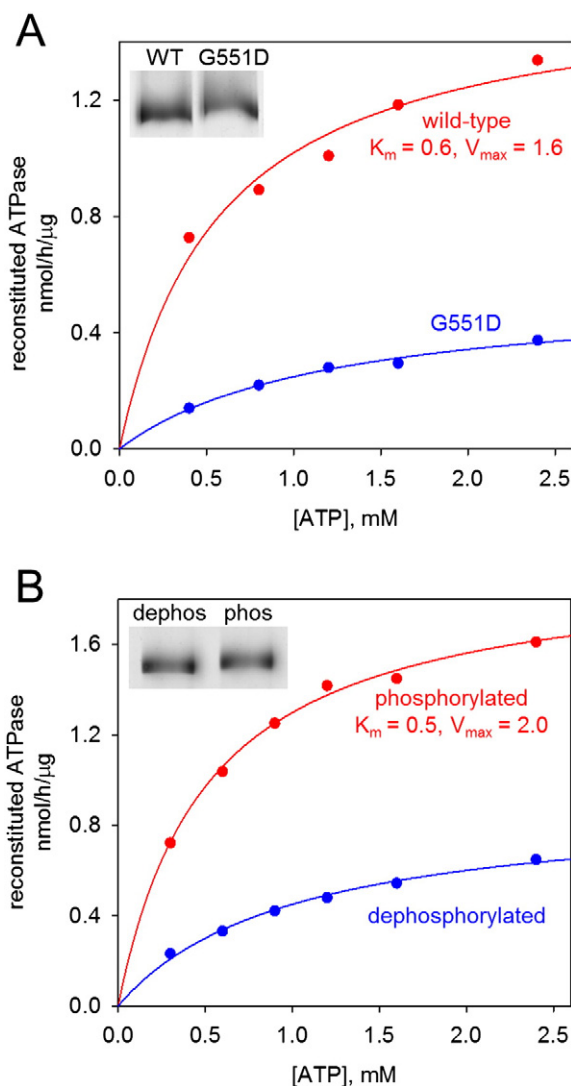 A
WT G551D
wild-type
Km = 0.6, Vmax = 1.6
G551D
reconstituted ATPase
nmol/h/μg
1.2
0.8
0.4
0.0
0.0 0.5 1.0 1.5 2.0 2.5
[ATP], mM
B
dephos phos
phosphorylated
Km = 0.5, Vmax = 2.0
dephosphorylated
reconstituted ATPase
nmol/h/μg
1.6
1.2
0.8
0.4
0.0
0.0 0.5 1.0 1.5 2.0 2.5
[ATP], mM